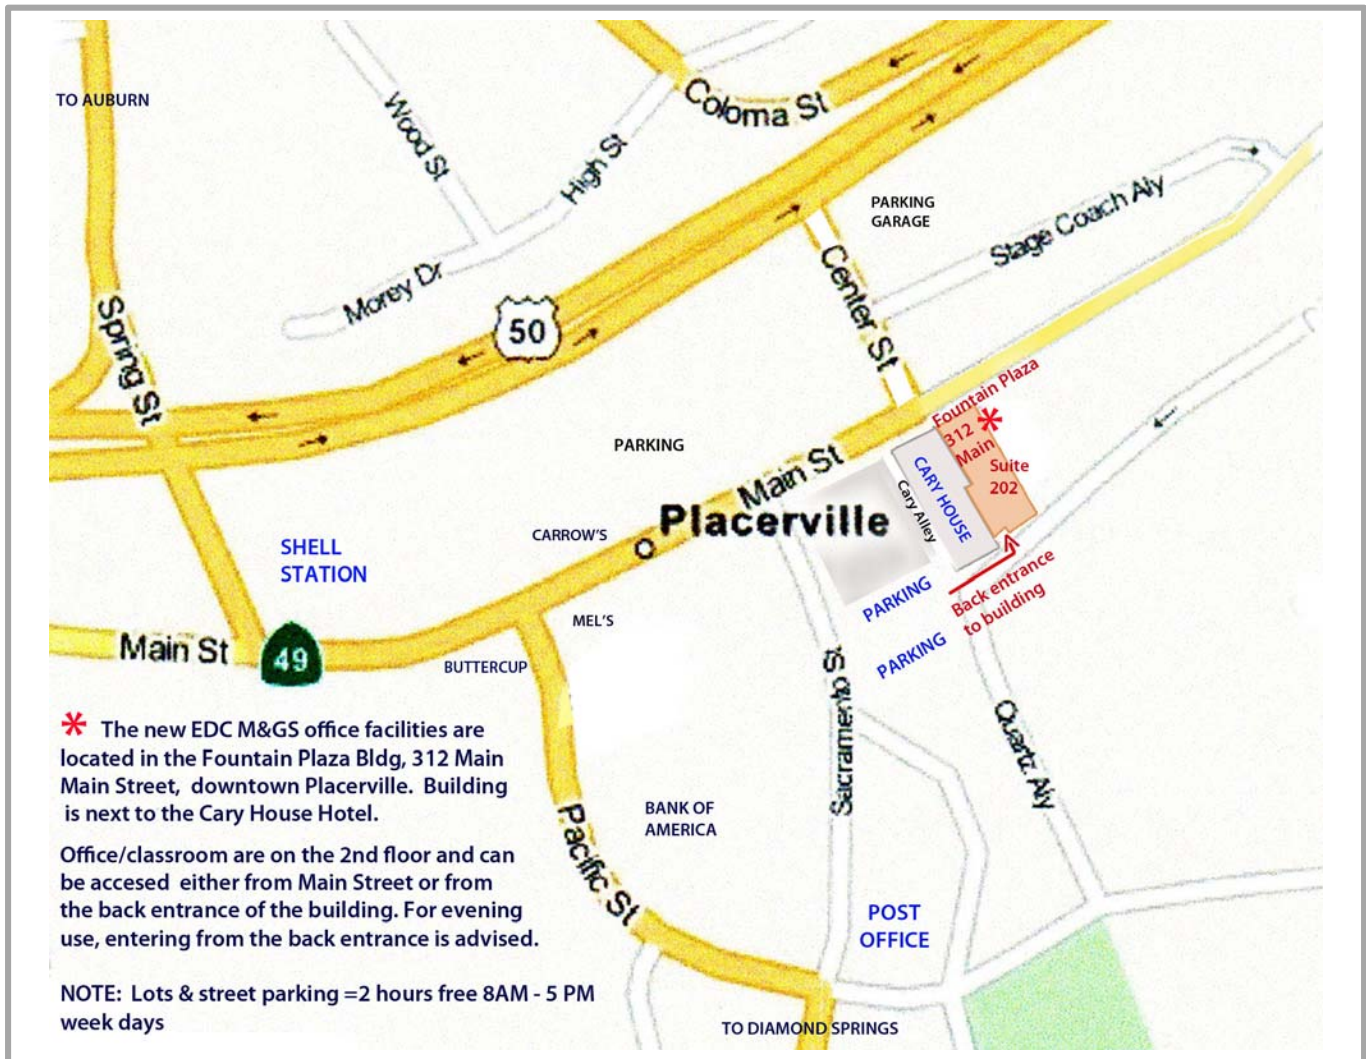 TO AUBURN
Wood St
High St
Coloma St
PARKING
GARAGE
Stage Coach Aly
Morey Dr
Center St
Spring St
50
Fountain Plaza
312
Main
Suite
202
PARKING
Main St
CARY HOUSE
Cary Alley
Placerville
CARROW'S
SHELL
STATION
Back entrance
to building
PARKING
PARKING
MEL'S
Main St
49
BUTTERCUP
Sacramento St
Quartz Aly
* The new EDC M&GS office facilities are
located in the Fountain Plaza Bldg, 312 Main
Main Street, downtown Placerville. Building
is next to the Cary House Hotel.
Office/classroom are on the 2nd floor and can
be accesed either from Main Street or from
the back entrance of the building. For evening
use, entering from the back entrance is advised.
NOTE: Lots & street parking =2 hours free 8AM - 5 PM
week days
BANK OF
AMERICA
Pacific St
POST
OFFICE
TO DIAMOND SPRINGS